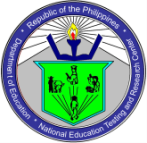 Republic of the Philippines
Department of Education
National Education Testing and Research Center